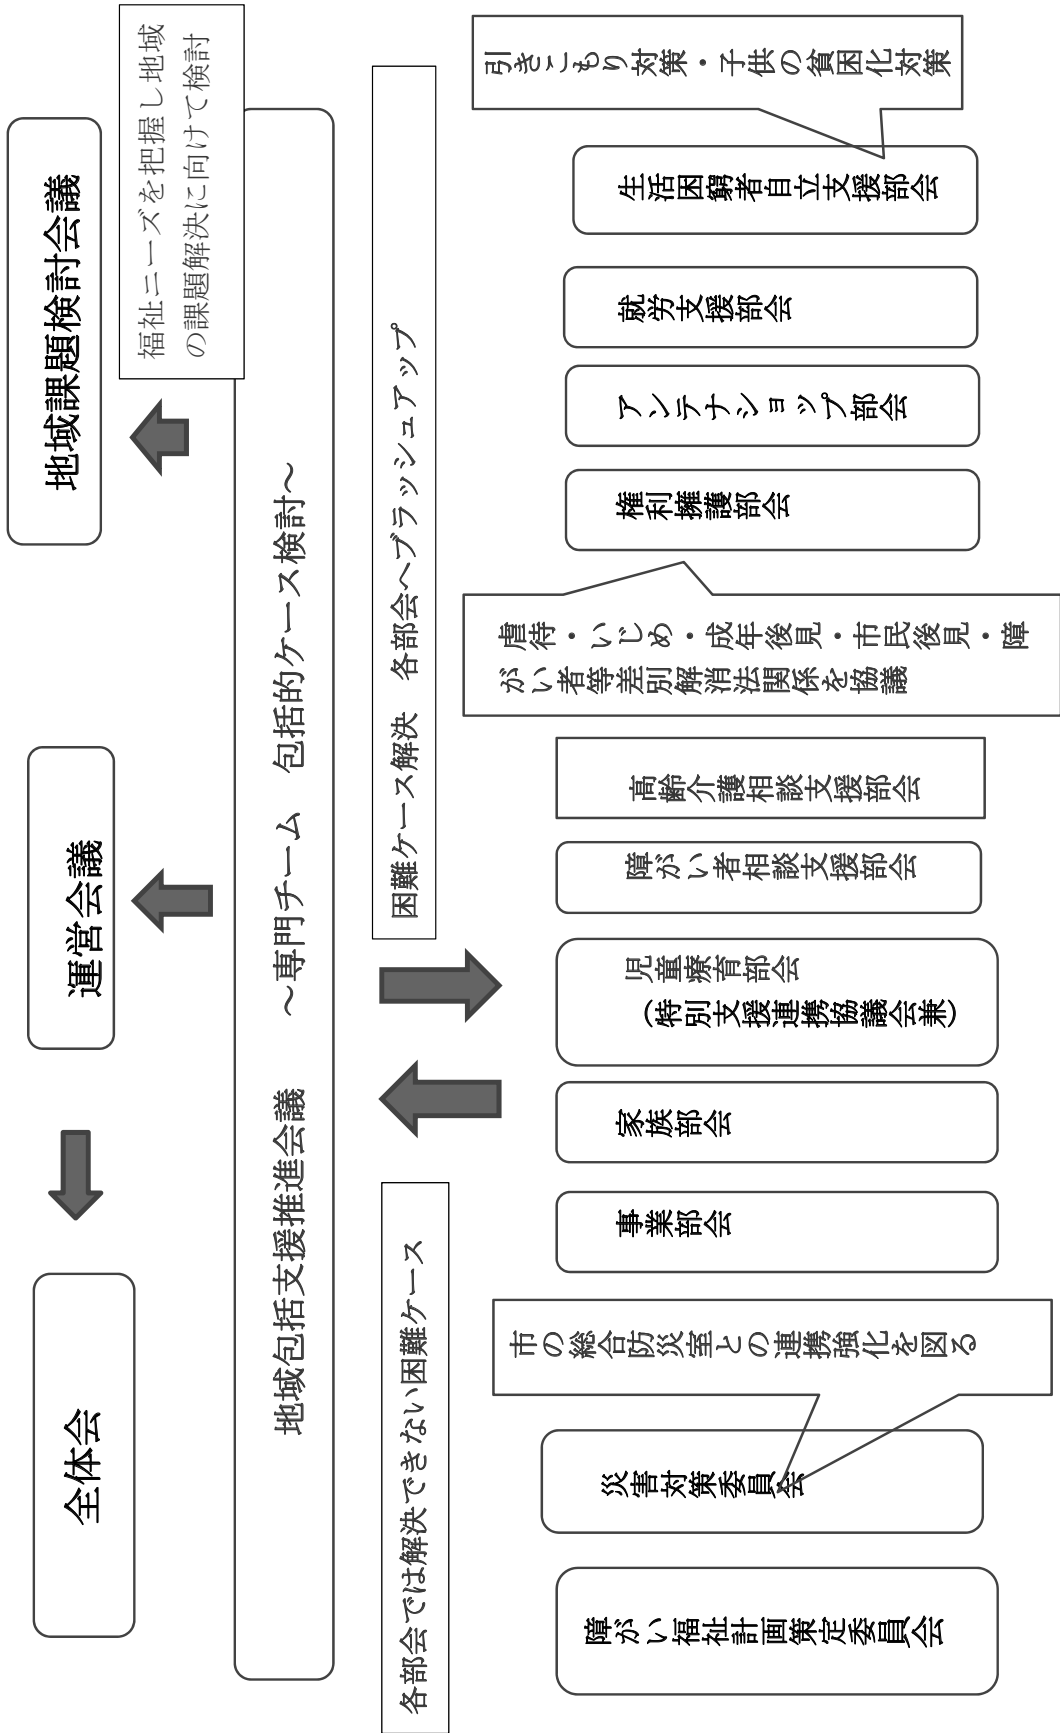 全体会
運営会議
地域課題検討会議
福祉ニーズを把握し地域
の課題解決に向けて検討
地域包括支援推進会議　～専門チーム　包括的ケース検討～
各部会では解決できない困難ケース
困難ケース解決　各部会へブラッシュアップ
障がい福祉計画策定委員会
災害対策委員会
市の総合防災室との連携強化を図る
事業部会
家族部会
児童療育部会
(特別支援連携協議会兼)
障がい者相談支援部会
高齢介護相談支援部会
虐待・いじめ・成年後見・市民後見・障
がい者等差別解消法関係を協議
権利擁護部会
アンテナショップ部会
就労支援部会
生活困窮者自立支援部会
引きこもり対策・子供の貧困化対策